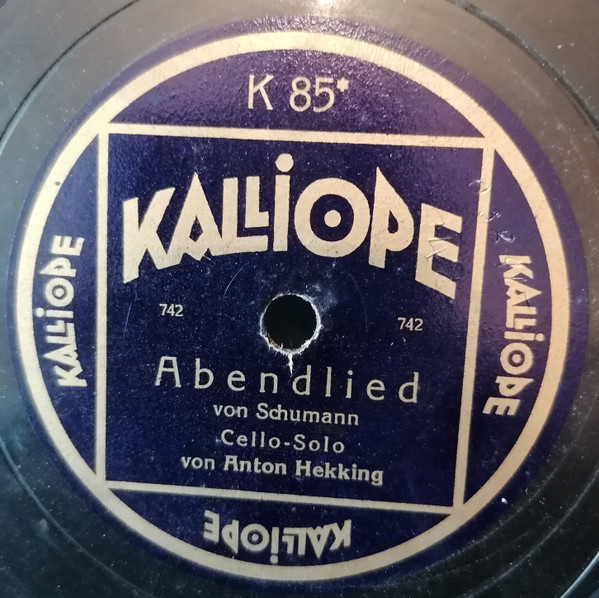 K 85*
KALLIOPE
742
742
Abendlied
von Schumann
Cello-Solo
von Anton Hekking
KALLIOPE
KALLIOPE
KALLIOPE